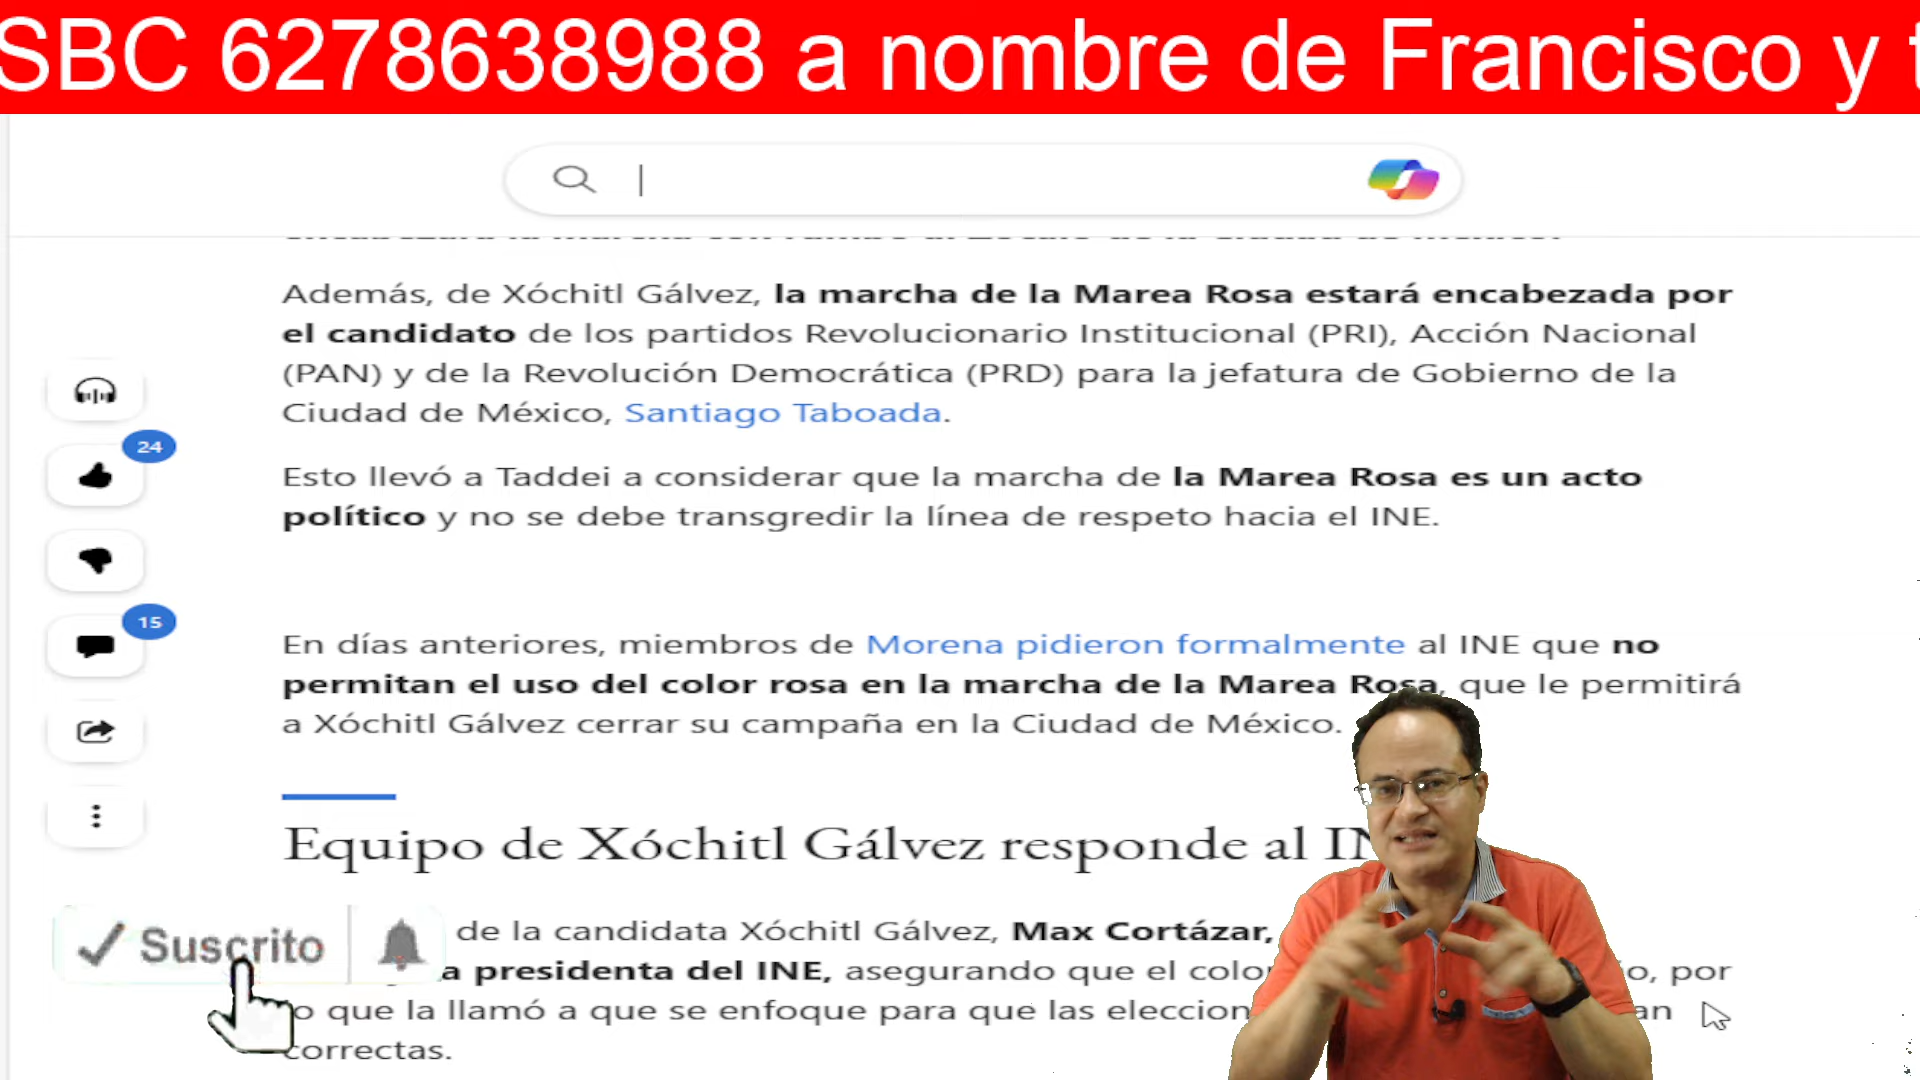 SBC 6278638988 a nombre de Francisco y t
Además, de Xóchitl Gálvez, la marcha de la Marea Rosa estará encabezada por
el candidato de los partidos Revolucionario Institucional (PRI), Acción Nacional
(PAN) y de la Revolución Democrática (PRD) para la jefatura de Gobierno de la
Ciudad de México, Santiago Taboada.
24
Esto llevó a Taddei a considerar que la marcha de la Marea Rosa es un acto
político y no se debe transgredir la línea de respeto hacia el INE.
15
En días anteriores, miembros de Morena pidieron formalmente al INE que no
permitan el uso del color rosa en la marcha de la Marea Rosa, que le permitirá
a Xóchitl Gálvez cerrar su campaña en la Ciudad de México.
Equipo de Xóchitl Gálvez responde al IN
de la candidata Xóchitl Gálvez, Max Cortázar,
Suscrito
a presidenta del INE, asegurando que el colo o, por
o que la llamó a que se enfoque para que las eleccion an
correctas.